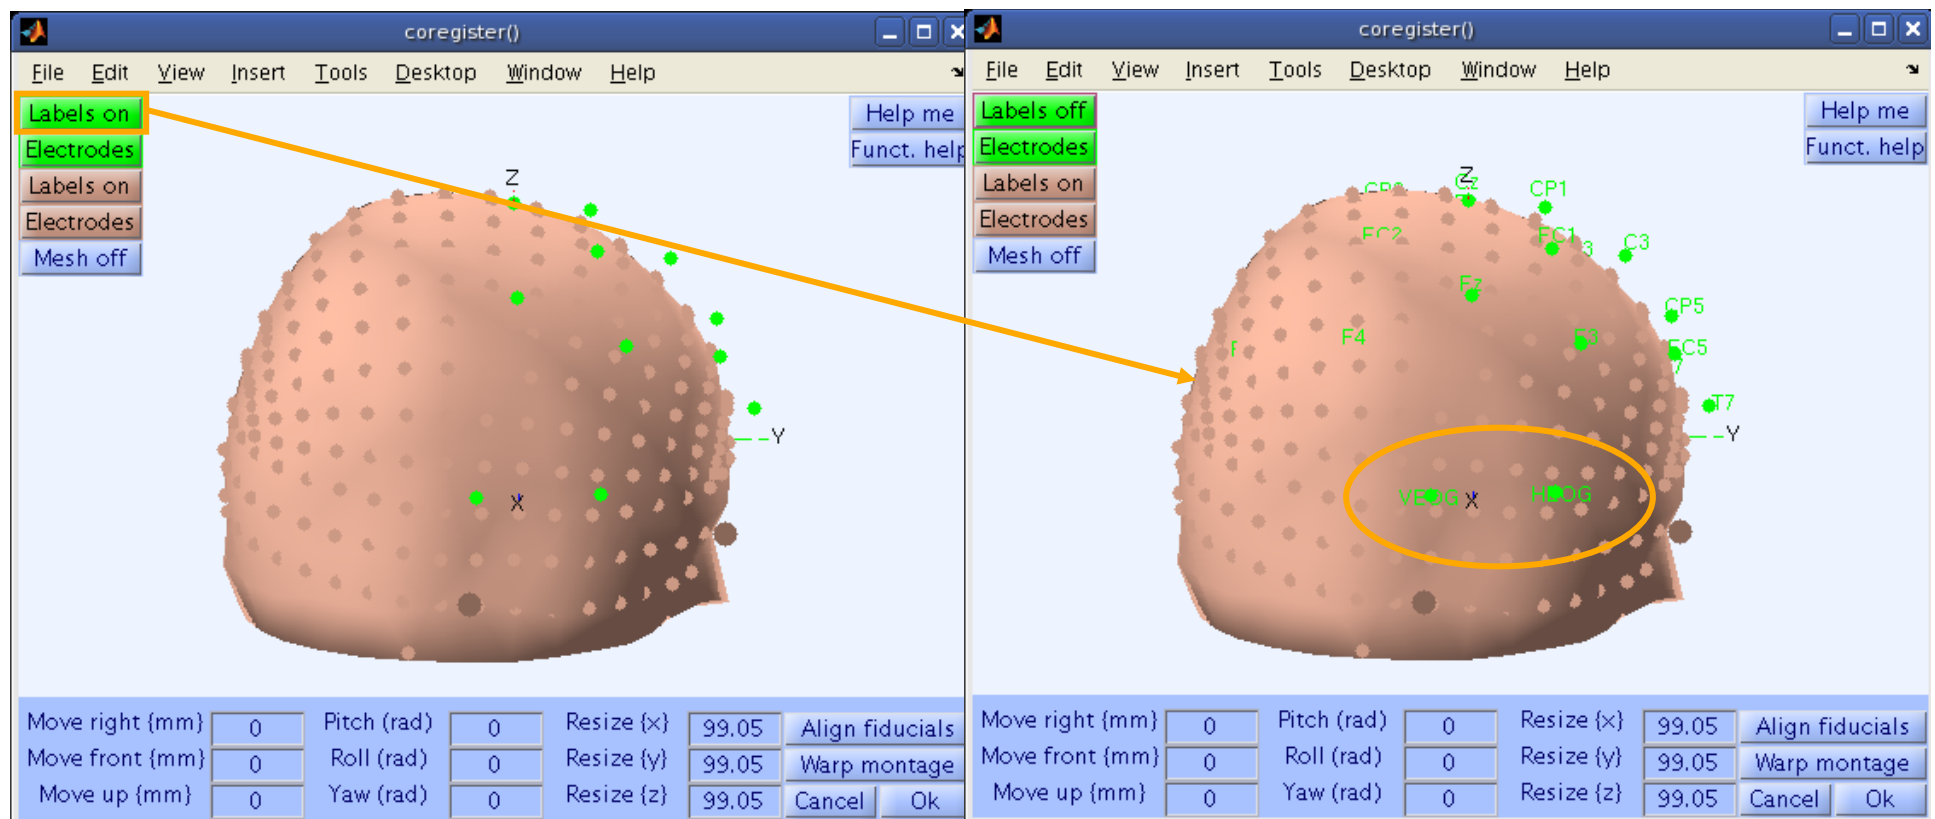 coregister()
File Edit View Insert Tools Desktop Window Help
Labels on
Electrodes
Labels on
Electrodes
Mesh off
Help me
Funct. help
Z
Y
X
Move right {mm} 0 Pitch (rad) 0 Resize {x} 99.05 Align fiducials
Move front {mm} 0 Roll (rad) 0 Resize {y} 99.05 Warp montage
Move up {mm} 0 Yaw (rad) 0 Resize {z} 99.05 Cancel Ok
coregister()
File Edit View Insert Tools Desktop Window Help
Labels off
Electrodes
Labels on
Electrodes
Mesh off
Help me
Funct. help
Z
Cz
CP1
FC2
FC1
C3
Fz
CP5
F4
F3
FC5
T7
Y
VEOG
X
HEOG
Move right {mm} 0 Pitch (rad) 0 Resize {x} 99.05 Align fiducials
Move front {mm} 0 Roll (rad) 0 Resize {y} 99.05 Warp montage
Move up {mm} 0 Yaw (rad) 0 Resize {z} 99.05 Cancel Ok